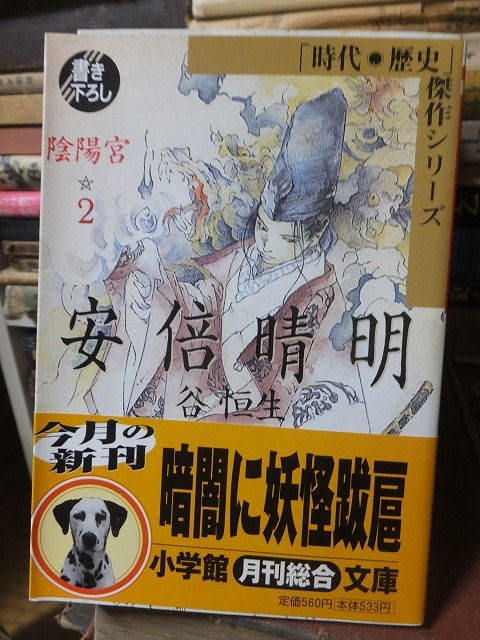 「時代・歴史」傑作シリーズ
書き
下ろし
陰陽宮
☆
2
安倍晴明
谷恒生
今月の
新刊
暗闇に妖怪跋扈
小学館 月刊総合 文庫
定価560円 本体533円